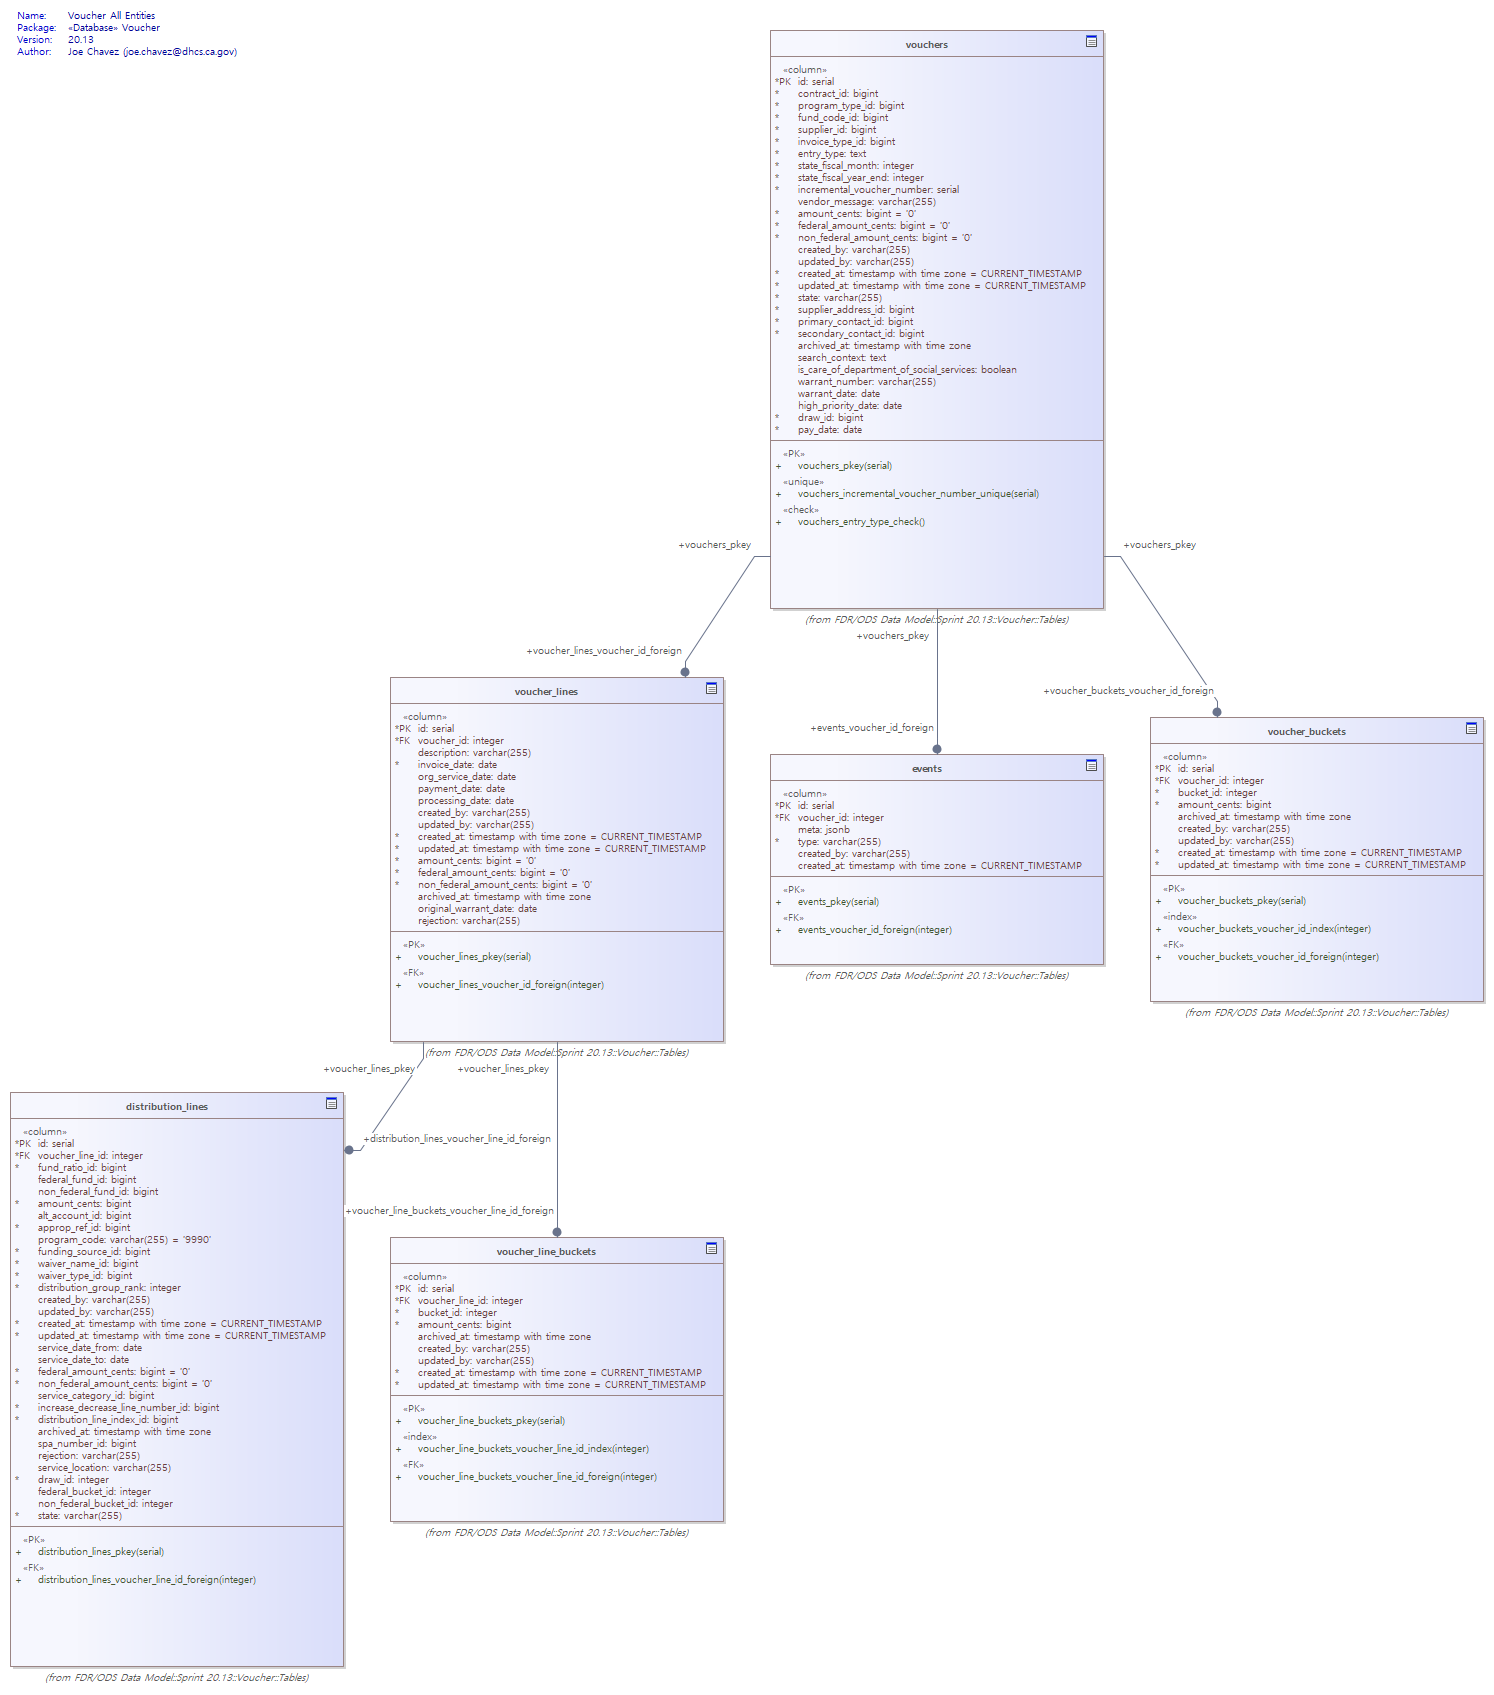 Name: Voucher All Entities
Package: «Database» Voucher
Version: 20.13
Author: Joe Chavez (joe.chavez@dhcs.ca.gov)
vouchers
«column»
*PK id: serial
* contract_id: bigint
* program_type_id: bigint
* fund_code_id: bigint
* supplier_id: bigint
* invoice_type_id: bigint
* entry_type: text
* state_fiscal_month: integer
* state_fiscal_year_end: integer
* incremental_voucher_number: serial
vendor_message: varchar(255)
* amount_cents: bigint = '0'
* federal_amount_cents: bigint = '0'
* non_federal_amount_cents: bigint = '0'
created_by: varchar(255)
updated_by: varchar(255)
* created_at: timestamp with time zone = CURRENT_TIMESTAMP
* updated_at: timestamp with time zone = CURRENT_TIMESTAMP
* state: varchar(255)
* supplier_address_id: bigint
* primary_contact_id: bigint
* secondary_contact_id: bigint
archived_at: timestamp with time zone
search_context: text
is_care_of_department_of_social_services: boolean
warrant_number: varchar(255)
warrant_date: date
high_priority_date: date
* draw_id: bigint
* pay_date: date
«PK»
+ vouchers_pkey(serial)
«unique»
+ vouchers_incremental_voucher_number_unique(serial)
«check»
+ vouchers_entry_type_check()
(from FDR/ODS Data Model::Sprint 20.13::Voucher::Tables)
+vouchers_pkey
+voucher_lines_voucher_id_foreign
+vouchers_pkey
+events_voucher_id_foreign
+vouchers_pkey
+voucher_buckets_voucher_id_foreign
voucher_lines
«column»
*PK id: serial
*FK voucher_id: integer
description: varchar(255)
* invoice_date: date
org_service_date: date
payment_date: date
processing_date: date
created_by: varchar(255)
updated_by: varchar(255)
* created_at: timestamp with time zone = CURRENT_TIMESTAMP
* updated_at: timestamp with time zone = CURRENT_TIMESTAMP
* amount_cents: bigint = '0'
* federal_amount_cents: bigint = '0'
* non_federal_amount_cents: bigint = '0'
archived_at: timestamp with time zone
original_warrant_date: date
rejection: varchar(255)
«PK»
+ voucher_lines_pkey(serial)
«FK»
+ voucher_lines_voucher_id_foreign(integer)
(from FDR/ODS Data Model::Sprint 20.13::Voucher::Tables)
events
«column»
*PK id: serial
*FK voucher_id: integer
meta: jsonb
* type: varchar(255)
created_by: varchar(255)
created_at: timestamp with time zone = CURRENT_TIMESTAMP
«PK»
+ events_pkey(serial)
«FK»
+ events_voucher_id_foreign(integer)
(from FDR/ODS Data Model::Sprint 20.13::Voucher::Tables)
voucher_buckets
«column»
*PK id: serial
*FK voucher_id: integer
* bucket_id: integer
* amount_cents: bigint
archived_at: timestamp with time zone
created_by: varchar(255)
updated_by: varchar(255)
* created_at: timestamp with time zone = CURRENT_TIMESTAMP
* updated_at: timestamp with time zone = CURRENT_TIMESTAMP
«PK»
+ voucher_buckets_pkey(serial)
«index»
+ voucher_buckets_voucher_id_index(integer)
«FK»
+ voucher_buckets_voucher_id_foreign(integer)
(from FDR/ODS Data Model::Sprint 20.13::Voucher::Tables)
+voucher_lines_pkey
+distribution_lines_voucher_line_id_foreign
+voucher_lines_pkey
+voucher_line_buckets_voucher_line_id_foreign
distribution_lines
«column»
*PK id: serial
*FK voucher_line_id: integer
* fund_ratio_id: bigint
federal_fund_id: bigint
non_federal_fund_id: bigint
* amount_cents: bigint
alt_account_id: bigint
* approp_ref_id: bigint
program_code: varchar(255) = '9990'
* funding_source_id: bigint
* waiver_name_id: bigint
* waiver_type_id: bigint
* distribution_group_rank: integer
created_by: varchar(255)
updated_by: varchar(255)
* created_at: timestamp with time zone = CURRENT_TIMESTAMP
* updated_at: timestamp with time zone = CURRENT_TIMESTAMP
service_date_from: date
service_date_to: date
* federal_amount_cents: bigint = '0'
* non_federal_amount_cents: bigint = '0'
service_category_id: bigint
* increase_decrease_line_number_id: bigint
* distribution_line_index_id: bigint
archived_at: timestamp with time zone
spa_number_id: bigint
rejection: varchar(255)
service_location: varchar(255)
* draw_id: integer
federal_bucket_id: integer
non_federal_bucket_id: integer
* state: varchar(255)
«PK»
+ distribution_lines_pkey(serial)
«FK»
+ distribution_lines_voucher_line_id_foreign(integer)
(from FDR/ODS Data Model::Sprint 20.13::Voucher::Tables)
voucher_line_buckets
«column»
*PK id: serial
*FK voucher_line_id: integer
* bucket_id: integer
* amount_cents: bigint
archived_at: timestamp with time zone
created_by: varchar(255)
updated_by: varchar(255)
* created_at: timestamp with time zone = CURRENT_TIMESTAMP
* updated_at: timestamp with time zone = CURRENT_TIMESTAMP
«PK»
+ voucher_line_buckets_pkey(serial)
«index»
+ voucher_line_buckets_voucher_line_id_index(integer)
«FK»
+ voucher_line_buckets_voucher_line_id_foreign(integer)
(from FDR/ODS Data Model::Sprint 20.13::Voucher::Tables)